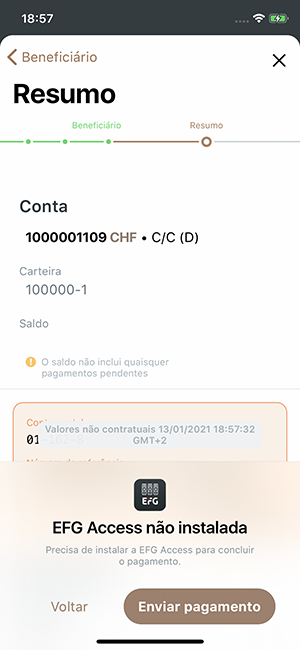 18:57
Beneficiário
Resumo
Beneficiário Resumo
Conta
1000001109 CHF • C/C (D)
Carteira
100000-1
Saldo
O saldo não inclui quaisquer
pagamentos pendentes
Valores não contratuais 13/01/2021 18:57:32
GMT+2
EFG
EFG Access não instalada
Precisa de instalar a EFG Access para concluir
o pagamento.
Voltar Enviar pagamento